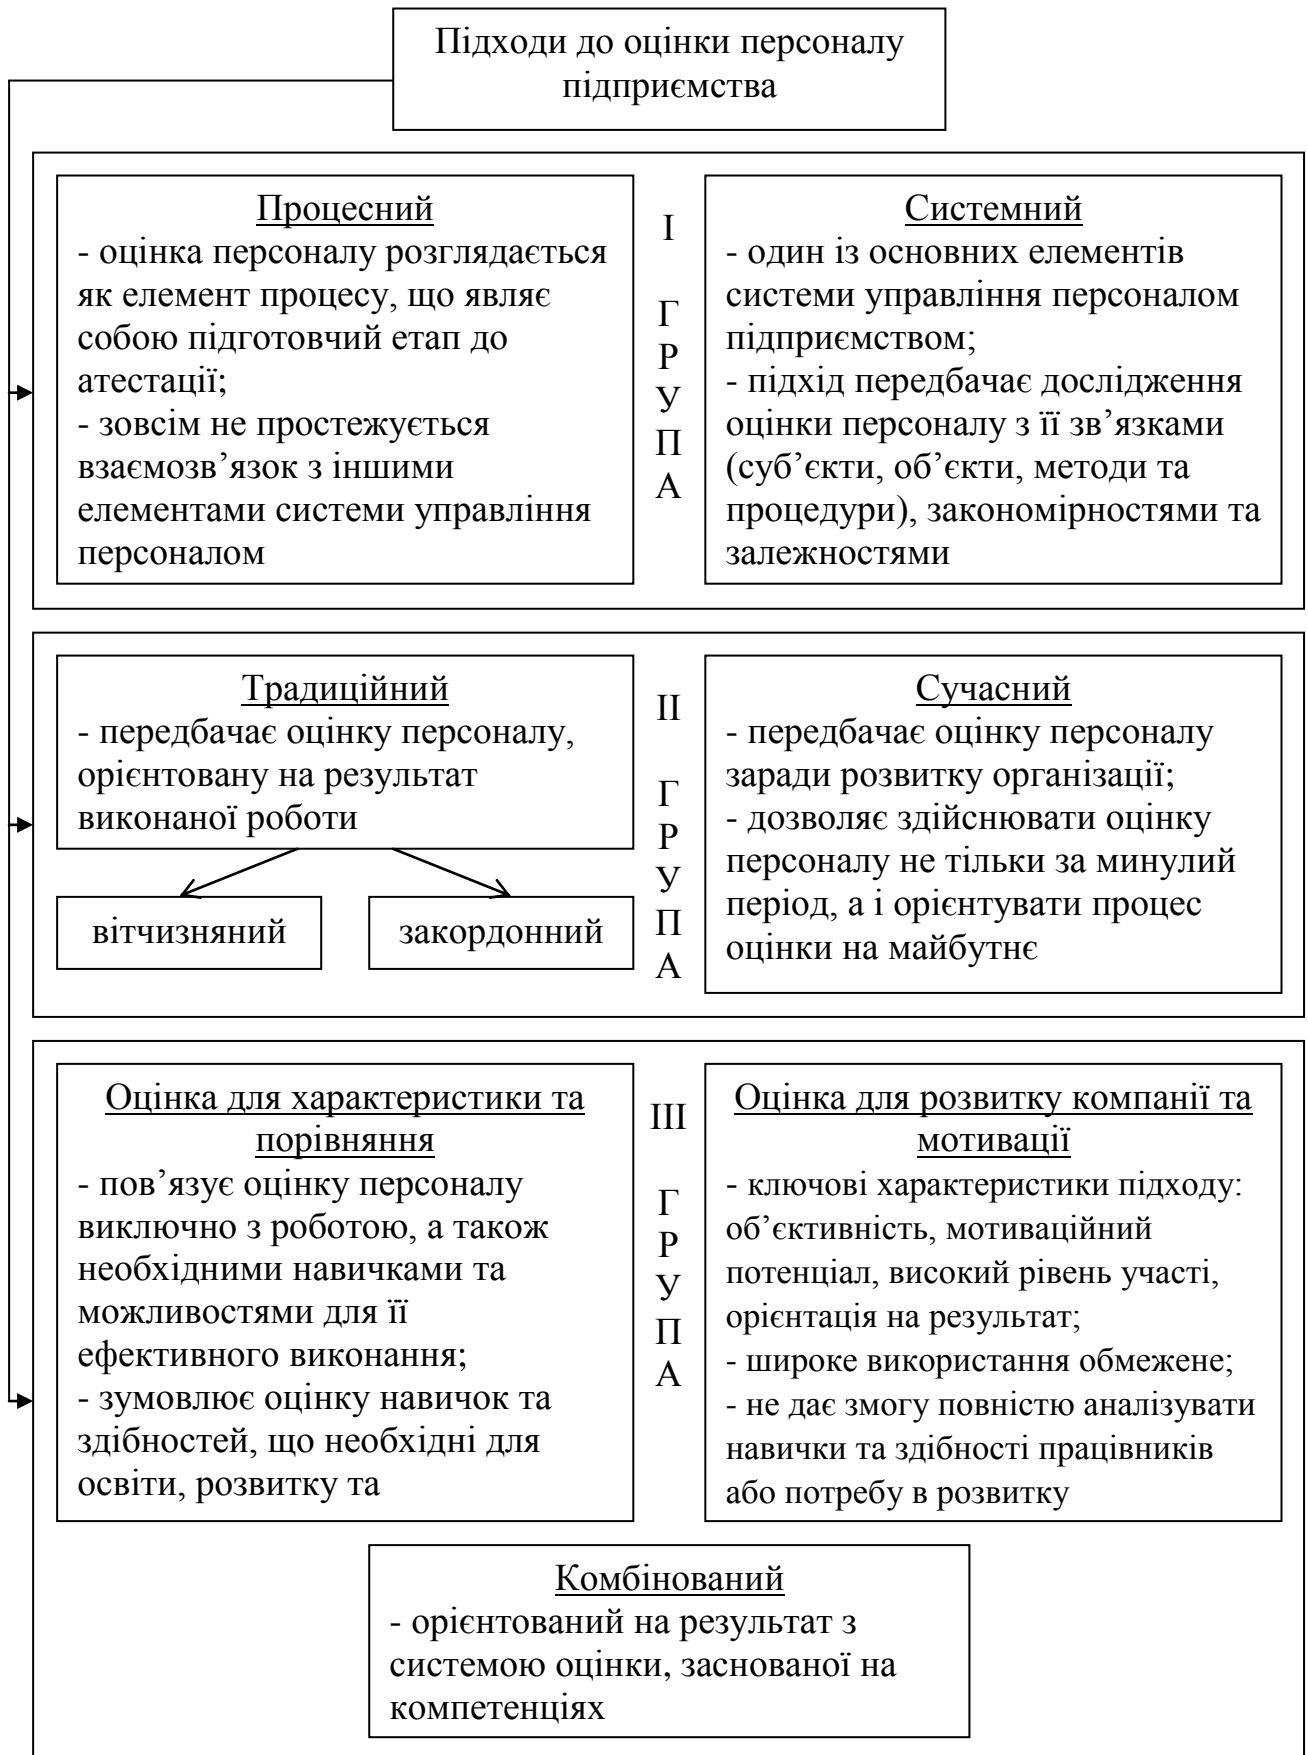 Підходи до оцінки персоналу
підприємства
Процесний
- оцінка персоналу розглядається
як елемент процесу, що являє
собою підготовчий етап до
атестації;
- зовсім не простежується
взаємозв’язок з іншими
елементами системи управління
персоналом
І
Г
Р
У
П
А
Системний
- один із основних елементів
системи управління персоналом
підприємством;
- підхід передбачає дослідження
оцінки персоналу з її зв’язками
(суб’єкти, об’єкти, методи та
процедури), закономірностями та
залежностями
Традиційний
- передбачає оцінку персоналу,
орієнтовану на результат
виконаної роботи
вітчизняний
закордонний
ІІ
Г
Р
У
П
А
Сучасний
- передбачає оцінку персоналу
заради розвитку організації;
- дозволяє здійснювати оцінку
персоналу не тільки за минулий
період, а і орієнтувати процес
оцінки на майбутнє
Оцінка для характеристики та
порівняння
- пов’язує оцінку персоналу
виключно з роботою, а також
необхідними навичками та
можливостями для її
ефективного виконання;
- зумовлює оцінку навичок та
здібностей, що необхідні для
освіти, розвитку та
ІІІ
Г
Р
У
П
А
Оцінка для розвитку компанії та
мотивації
- ключові характеристики підходу:
об’єктивність, мотиваційний
потенціал, високий рівень участі,
орієнтація на результат;
- широке використання обмежене;
- не дає змогу повністю аналізувати
навички та здібності працівників
або потребу в розвитку
Комбінований
- орієнтований на результат з
системою оцінки, заснованої на
компетенціях